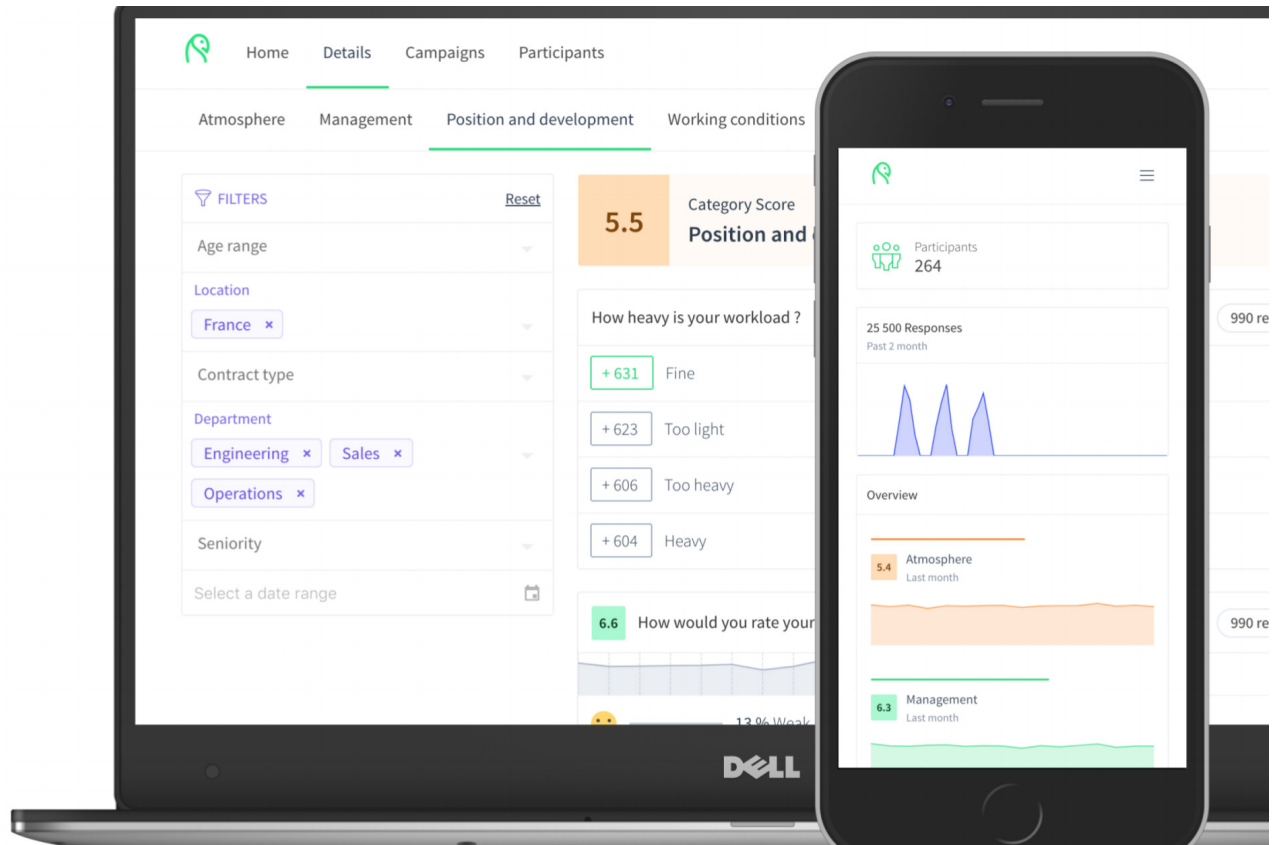 Home Details Campaigns Participants
Atmosphere Management Position and development Working conditions
FILTERS Reset
Age range
Location
France ×
Contract type
Department
Engineering × Sales ×
Operations ×
Seniority
Select a date range
5.5
Category Score
Position and
How heavy is your workload ?
990 re
+ 631 Fine
+ 623 Too light
+ 606 Too heavy
+ 604 Heavy
6.6 How would you rate your
990 re
13 % Weak
DELL
Participants
264
25 500 Responses
Past 2 month
Overview
5.4
Atmosphere
Last month
6.3
Management
Last month